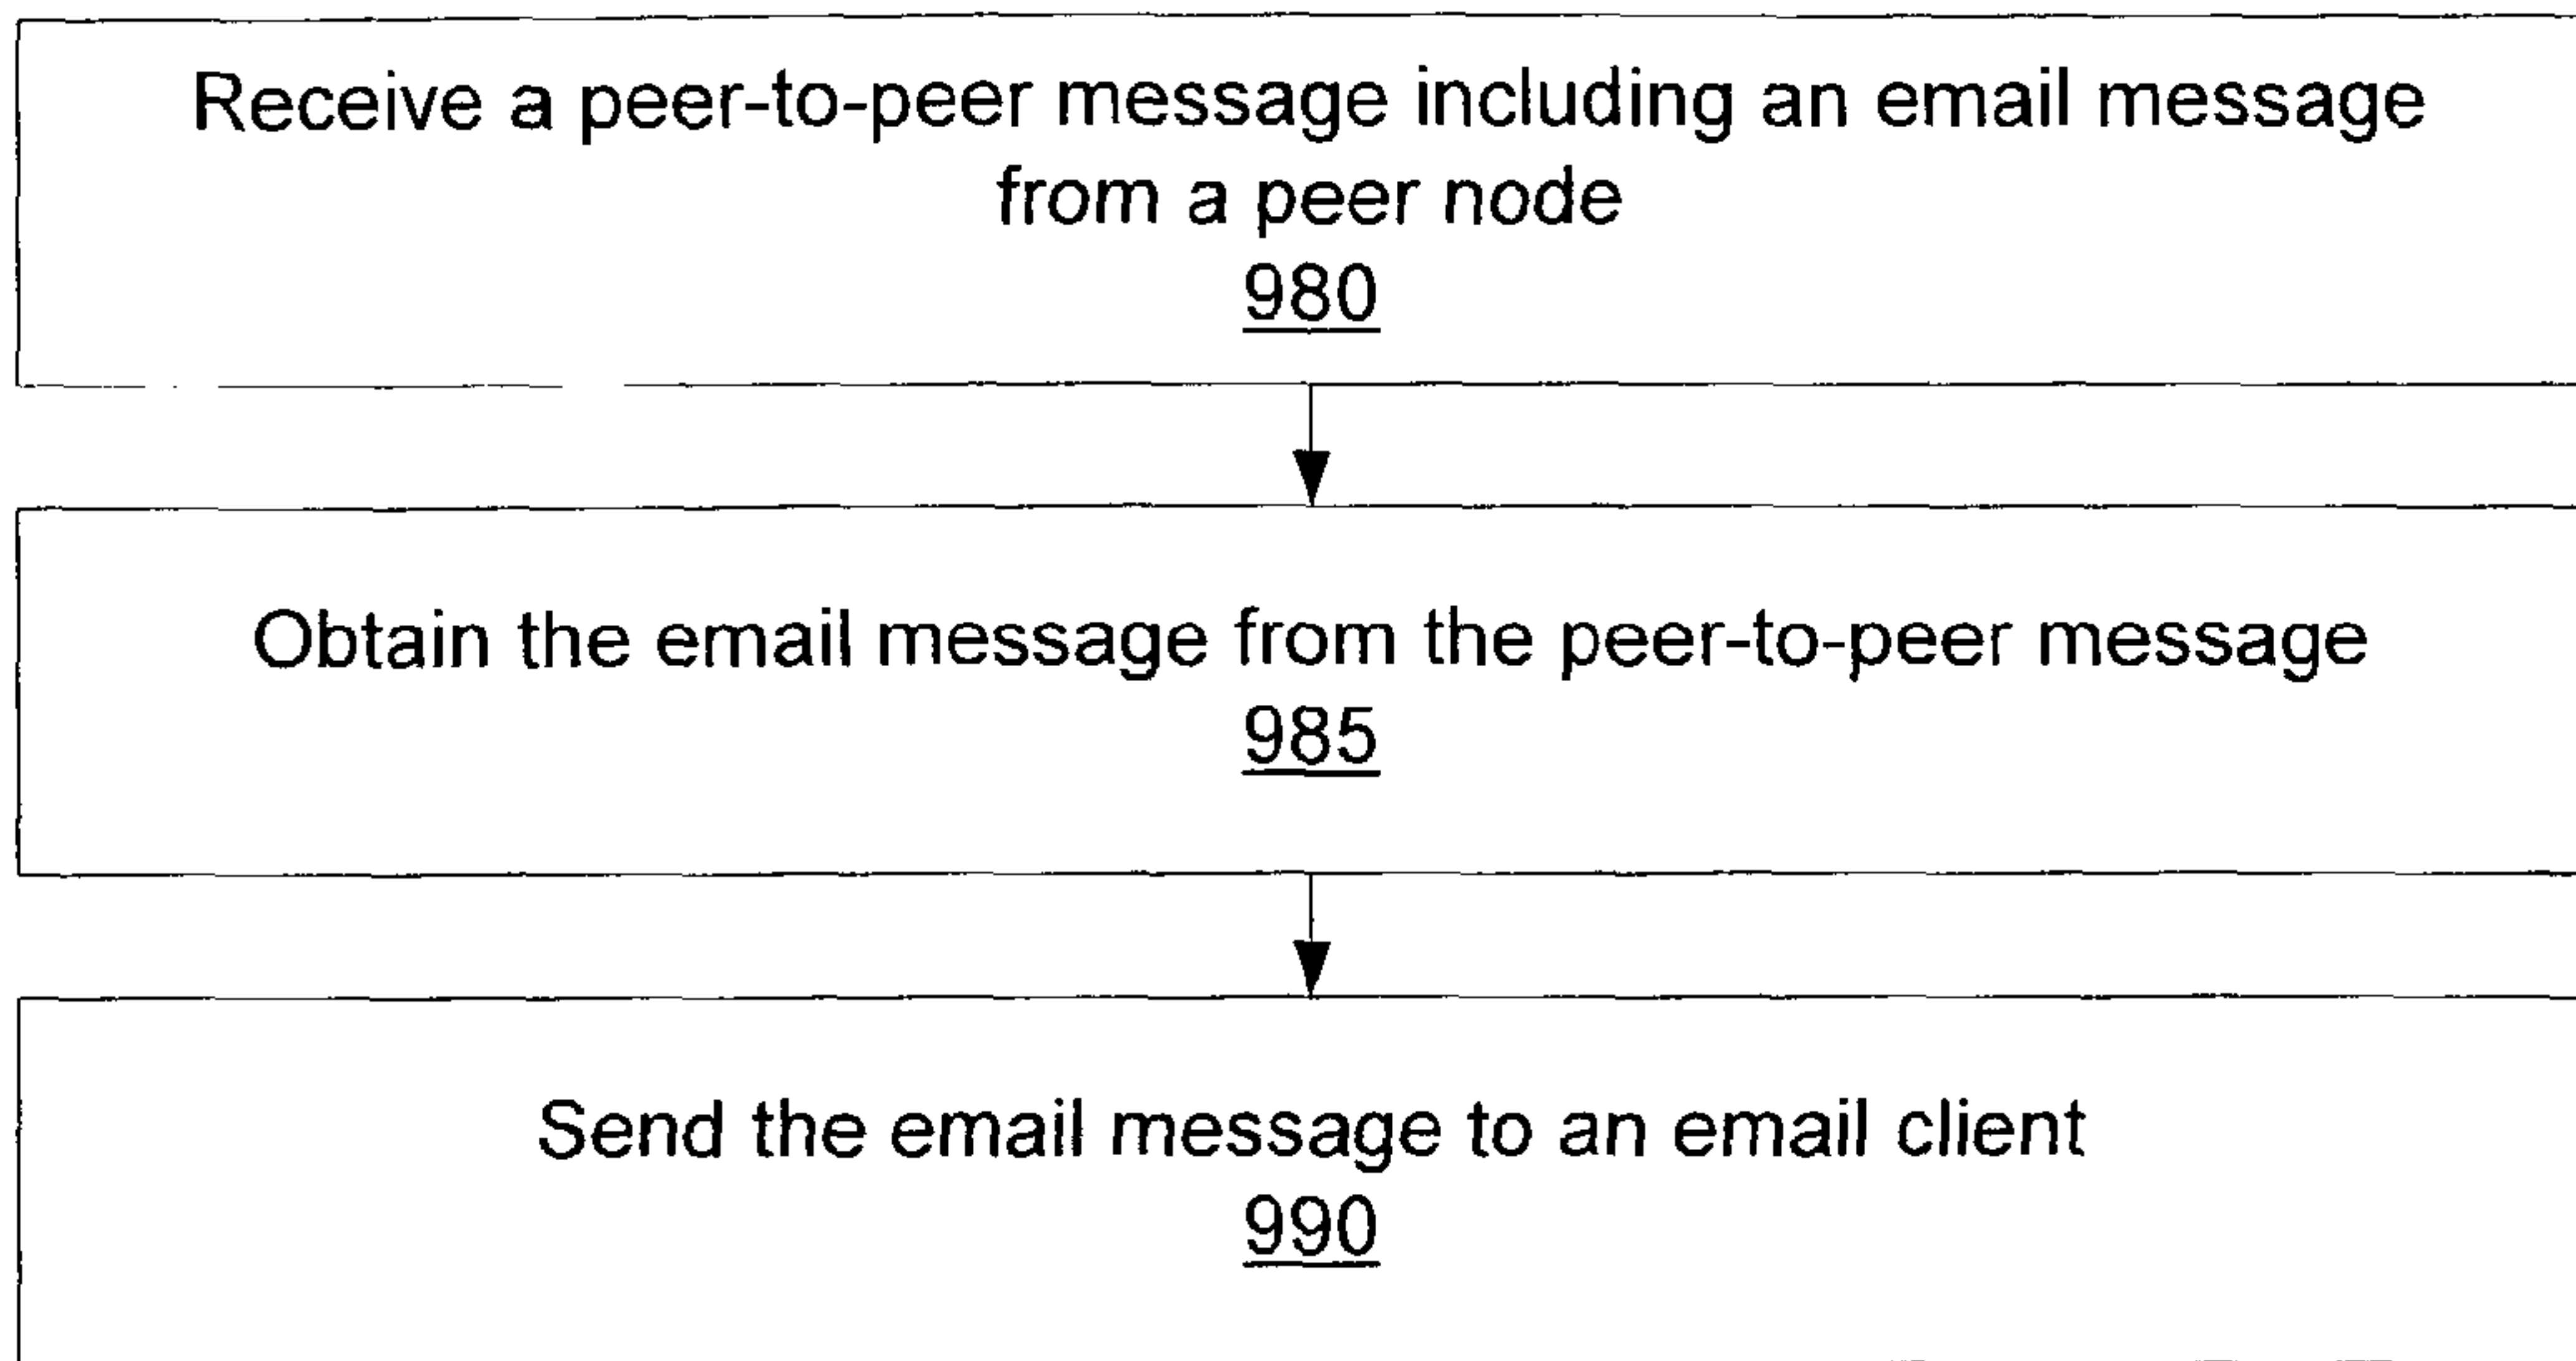 Receive a peer-to-peer message including an email message
from a peer node
980
Obtain the email message from the peer-to-peer message
985
Send the email message to an email client
990